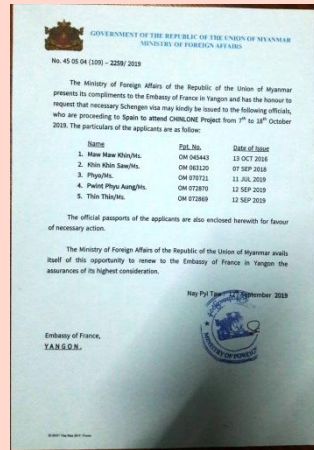 GOVERNMENT OF THE REPUBLIC OF THE UNION OF MYANMAR
MINISTRY OF FOREIGN AFFAIRS
No. 45 05 04 (109) – 2259/ 2019
The Ministry of Foreign Affairs of the Republic of the Union of Myanmar
presents its compliments to the Embassy of France in Yangon and has the honour to
request that necessary Schengen visa may kindly be issued to the following officials,
who are proceeding to Spain to attend CHINLONE Project from 7th to 18th October
2019. The particulars of the applicants are as follow:
Name Ppt. No. Date of Issue
1. Maw Maw Khin/Ms. OM 045443 13 OCT 2016
2. Khin Khin Saw/Ms. OM 063120 07 SEP 2018
3. Phyo/Ms. OM 070721 11 JUL 2019
4. Pwint Phyu Aung/Ms. OM 072870 12 SEP 2019
5. Thin Thin/Ms. OM 072869 12 SEP 2019
The official passports of the applicants are also enclosed herewith for favour
of necessary action.
The Ministry of Foreign Affairs of the Republic of the Union of Myanmar avails
itself of this opportunity to renew to the Embassy of France in Yangon the
assurances of its highest consideration.
Nay Pyi Taw, September 2019
MINISTRY OF FOREIGN
Embassy of France,
YANGON.